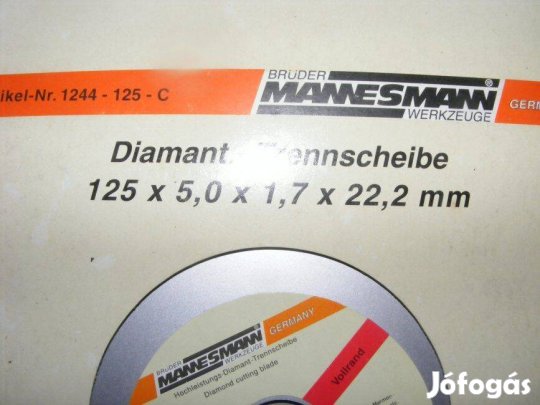 ikel-Nr. 1244 - 125 - C
BRÜDER
MANNESMANN®
WERKZEUGE
GERM
Diamant-Trennscheibe
125 x 5,0 x 1,7 x 22,2 mm
BRÜDER
MANNESMANN®
WERKZEUGE
GERMANY
Hochleistungs-Diamant-Trennscheibe
Diamond cutting blade
Vollrand
Jófogás